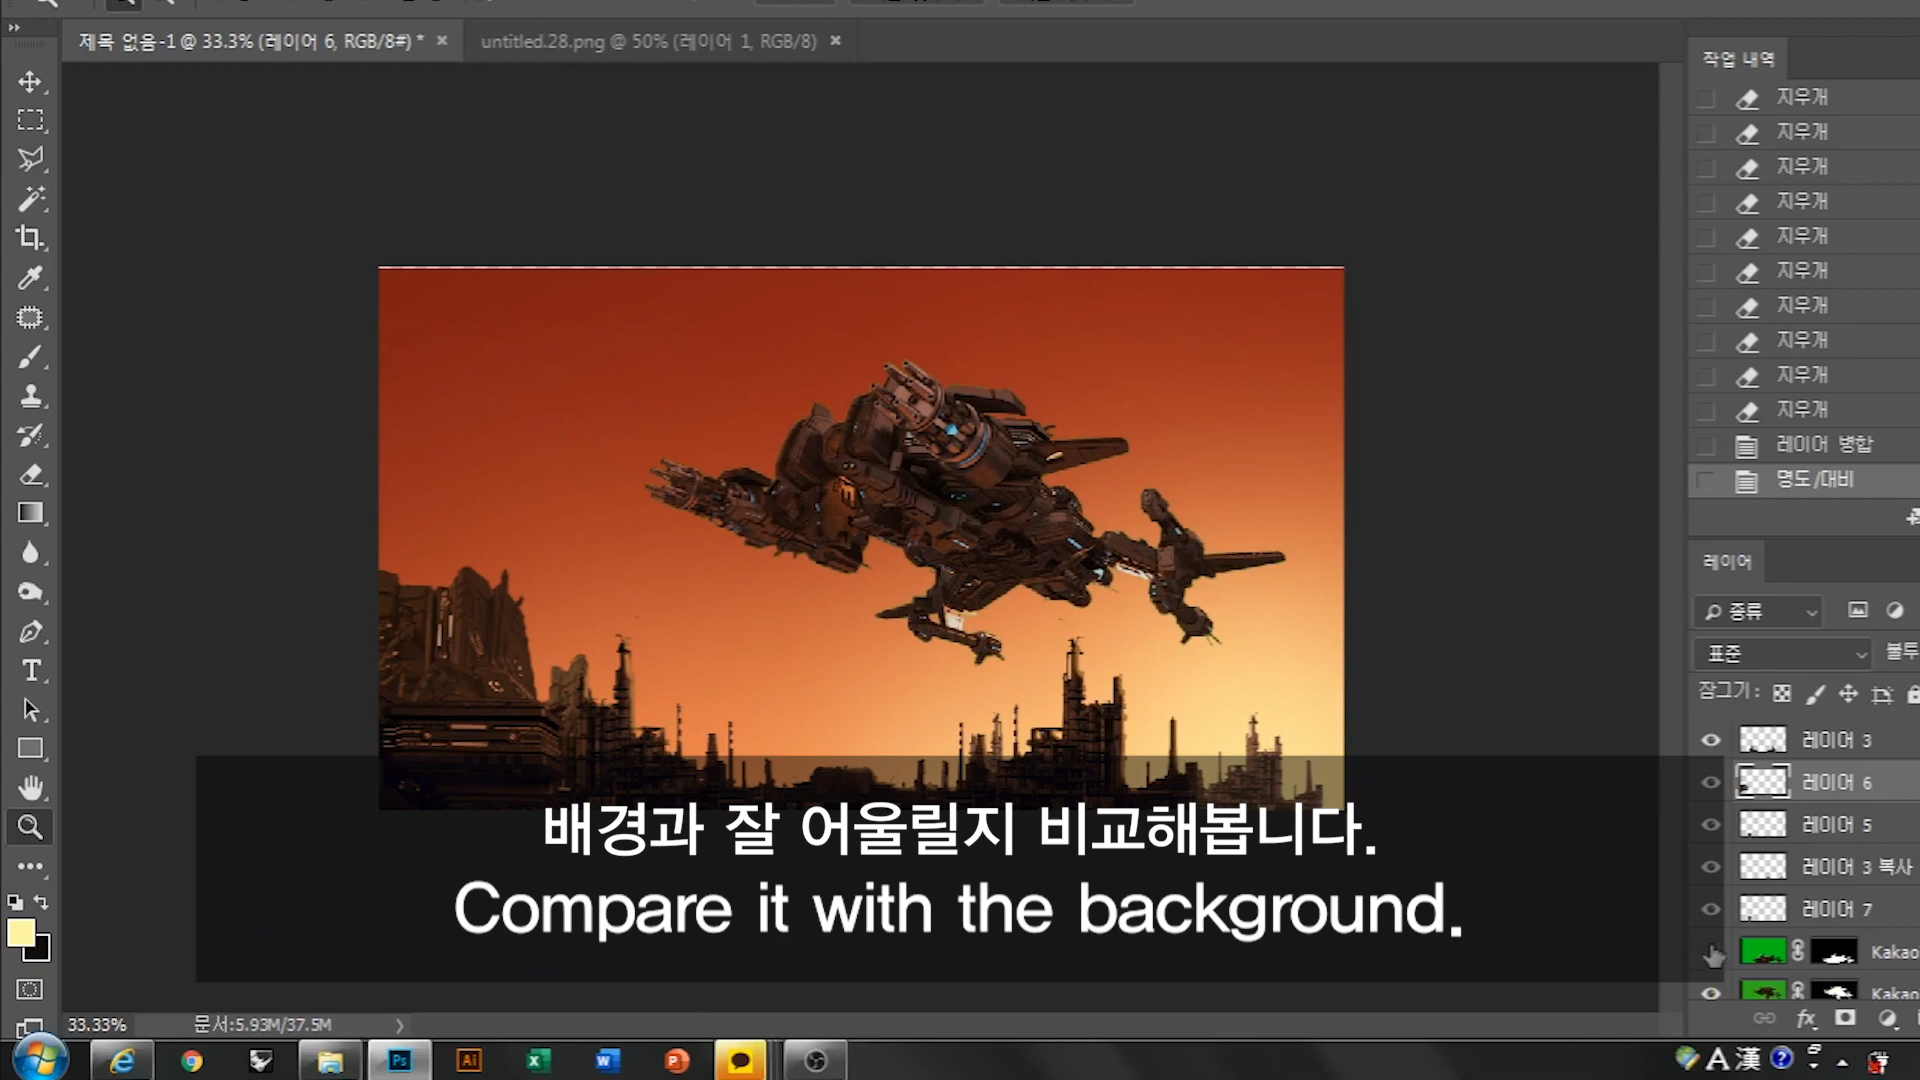 제목 없음-1 @ 33.3% (레이어 6, RGB/8#) * ×
untitled.28.png @ 50% (레이어 1, RGB/8) ×
작업 내역
지우개
지우개
지우개
지우개
지우개
지우개
지우개
지우개
지우개
지우개
레이어 병합
명도/대비
레이어
종류
표준
불투
잠그기:
레이어 3
레이어 6
레이어 5
레이어 3 복사
레이어 7
Kakao
Kakao
fx
배경과 잘 어울릴지 비교해봅니다.
Compare it with the background.
33.33%
문서:5.93M/37.5M
Ps
Ai
X
W
P
A 漢